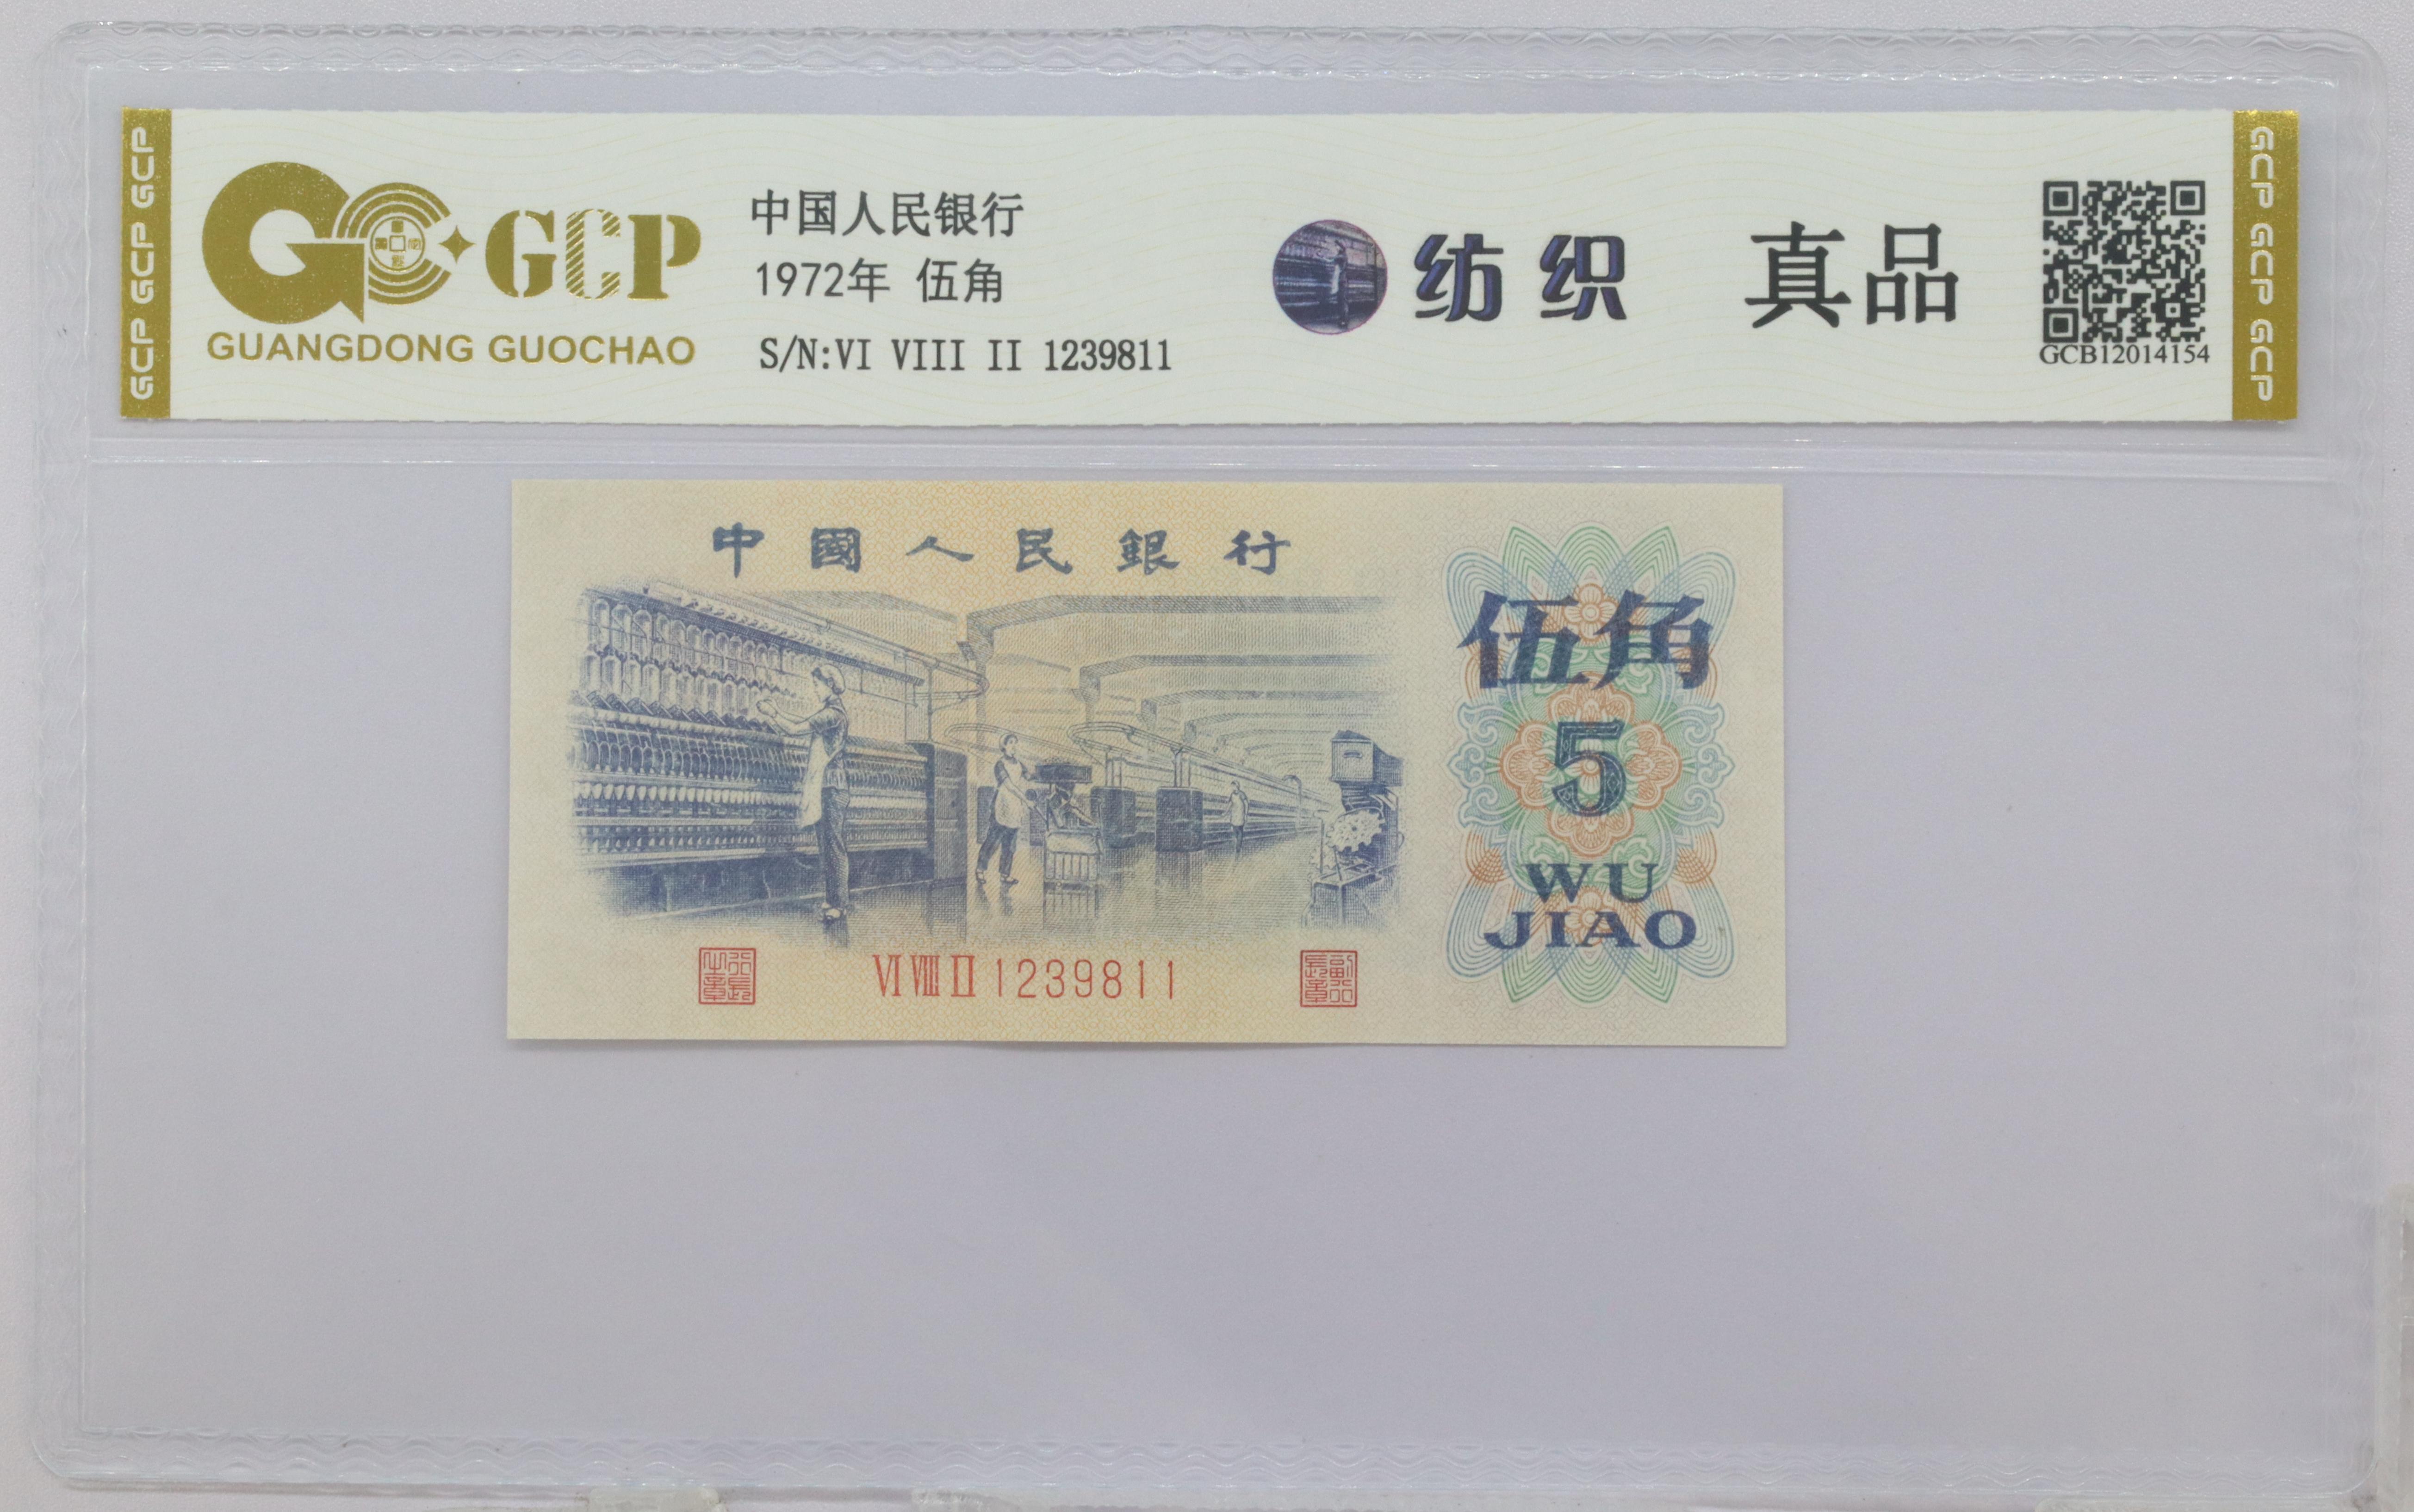 GCP GCP GCP
GCP
GUANGDONG GUOCHAO
中国人民银行
1972年 伍角
S/N:VI VIII II 1239811
纺织
真品
GCB12014154
GCP GCP GCP
中國人民銀行
伍角
5
WU
JIAO
VI VIII II 1239811